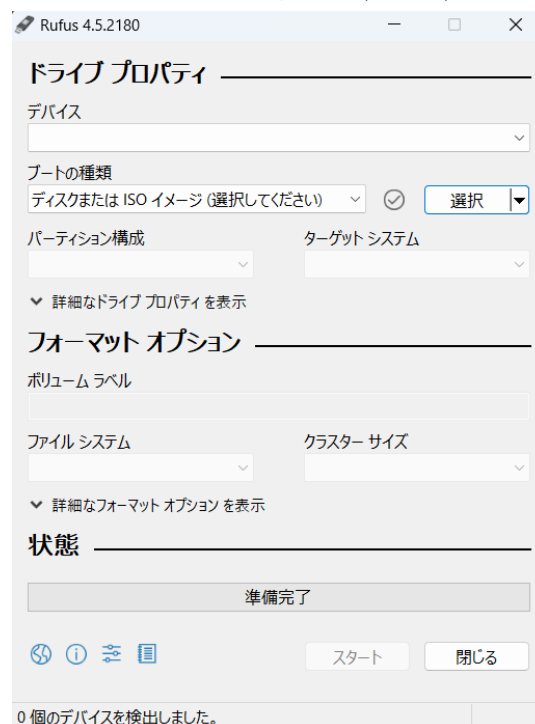 Rufus 4.5.2180
ドライブ プロパティ
デバイス
ブートの種類
ディスクまたは ISO イメージ (選択してください)
選択
パーティション構成
ターゲット システム
詳細なドライブ プロパティ を表示
フォーマット オプション
ボリューム ラベル
ファイル システム
クラスター サイズ
詳細なフォーマット オプション を表示
状態
準備完了
スタート
閉じる
0 個のデバイスを検出しました。